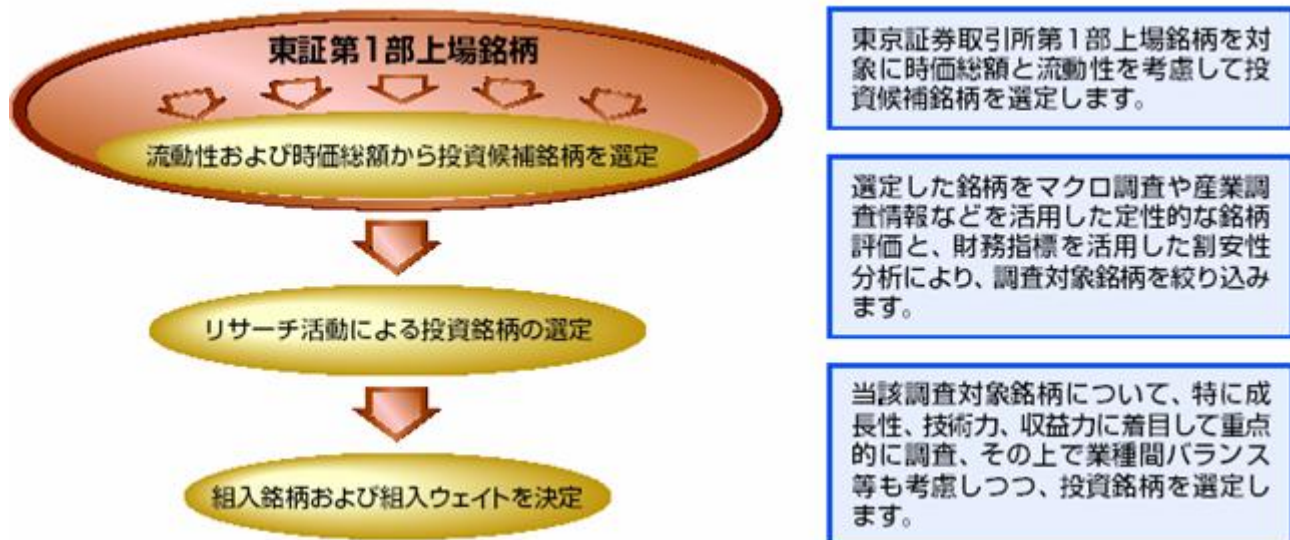 東証第1部上場銘柄
流動性および時価総額から投資候補銘柄を選定
リサーチ活動による投資銘柄の選定
組入銘柄および組入ウェイトを決定
東京証券取引所第1部上場銘柄を対
象に時価総額と流動性を考慮して投
資候補銘柄を選定します。
選定した銘柄をマクロ調査や産業調
査情報などを活用した定性的な銘柄
評価と、財務指標を活用した割安性
分析により、調査対象銘柄を絞り込み
ます。
当該調査対象銘柄について、特に成
長性、技術力、収益力に着目して重点
的に調査、その上で業種間バランス
等も考慮しつつ、投資銘柄を選定し
ます。